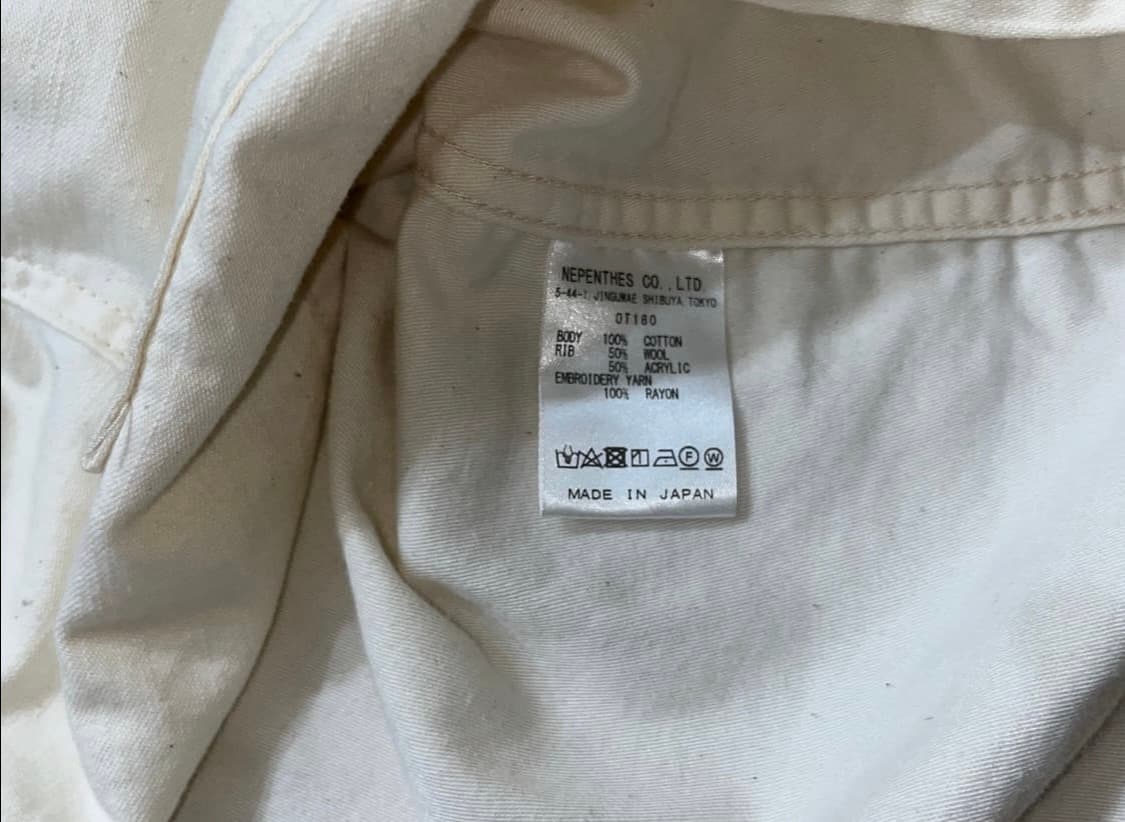 NEPENTHES CO.,LTD.
5-44-1 JINGUMAE SHIBUYA TOKYO
OT180
BODY 100% COTTON
RIB 50% WOOL
50% ACRYLIC
EMBROIDERY YARN
100% RAYON
F W
MADE IN JAPAN